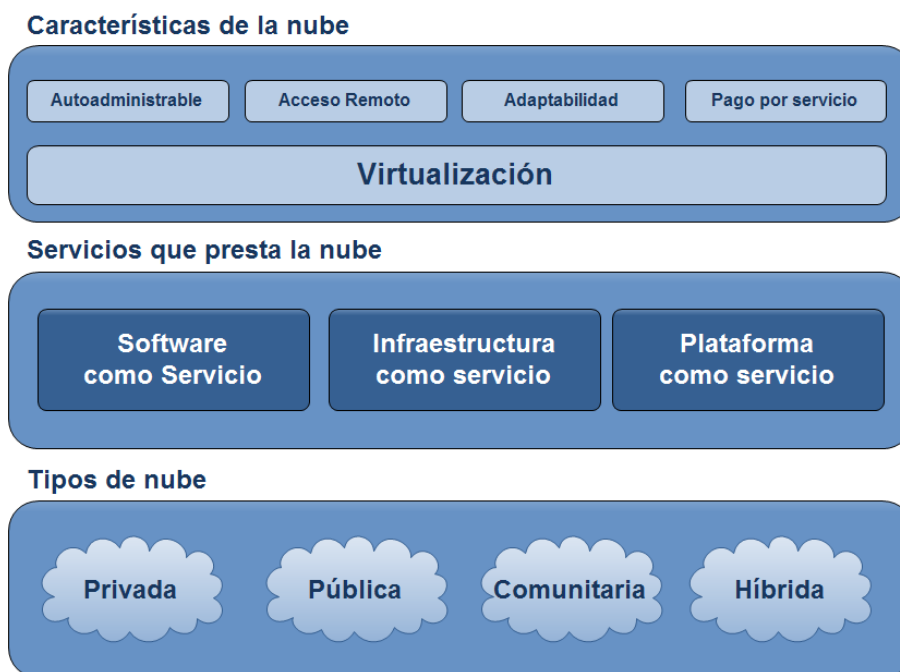 Características de la nube
Autoadministrable
Acceso Remoto
Adaptabilidad
Pago por servicio
Virtualización
Servicios que presta la nube
Software
como Servicio
Infraestructura
como servicio
Plataforma
como servicio
Tipos de nube
Privada
Pública
Comunitaria
Híbrida